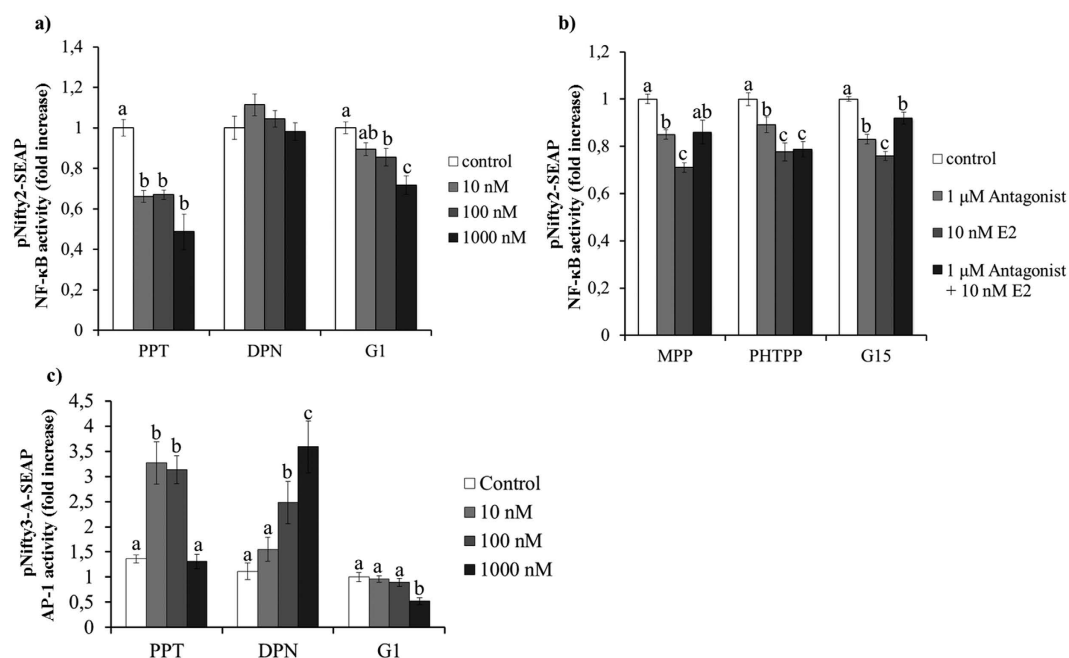 a)
pNifty2-SEAP
NF-κB activity (fold increase)
1,4
1,2
1
0,8
0,6
0,4
0,2
0
a
b
b
b
a
ab
b
c
PPT
DPN
G1
control
10 nM
100 nM
1000 nM
b)
pNifty2-SEAP
NF-κB activity (fold increase)
1,2
1
0,8
0,6
0,4
0,2
0
a
b
c
ab
a
b
c
c
a
b
b
b
MPP
PHTPP
G15
control
1 μM Antagonist
10 nM E2
1 μM Antagonist
+ 10 nM E2
c)
pNifty3-A-SEAP
AP-1 activity (fold increase)
5
4,5
4
3,5
3
2,5
2
1,5
1
0,5
0
a
b
b
a
a
a
b
c
a
a
a
b
PPT
DPN
G1
Control
10 nM
100 nM
1000 nM